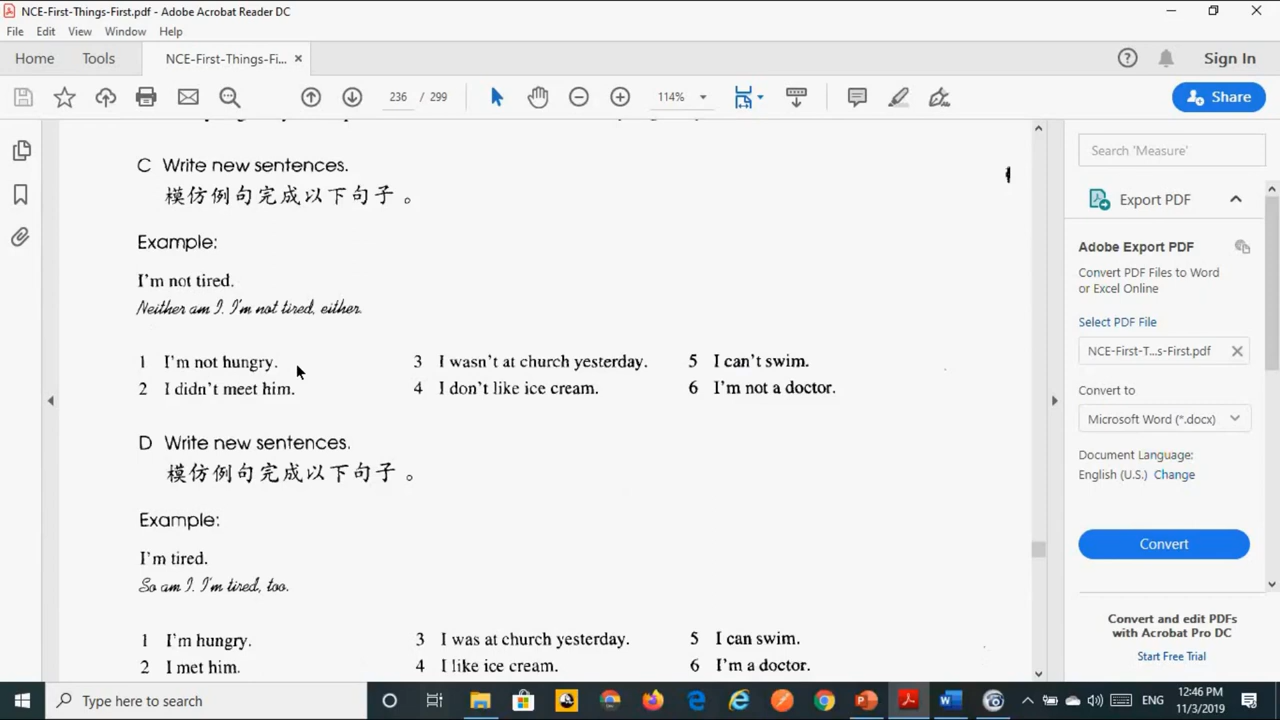 NCE-First-Things-First.pdf - Adobe Acrobat Reader DC
File Edit View Window Help
Home Tools NCE-First-Things-Fi... Sign In
236 / 299 114% Share
C Write new sentences.
模仿例句完成以下句子。
Example:
I'm not tired.
Neither am I. I'm not tired, either.
1 I'm not hungry. 3 I wasn't at church yesterday. 5 I can't swim.
2 I didn't meet him. 4 I don't like ice cream. 6 I'm not a doctor.
D Write new sentences.
模仿例句完成以下句子。
Example:
I'm tired.
So am I. I'm tired, too.
1 I'm hungry. 3 I was at church yesterday. 5 I can swim.
2 I met him. 4 I like ice cream. 6 I'm a doctor.
Search 'Measure'
Export PDF
Adobe Export PDF
Convert PDF Files to Word
or Excel Online
Select PDF File
NCE-First-T...s-First.pdf
Convert to
Microsoft Word (*.docx)
Document Language:
English (U.S.) Change
Convert
Convert and edit PDFs
with Acrobat Pro DC
Start Free Trial
Type here to search
ENG
12:46 PM
11/3/2019